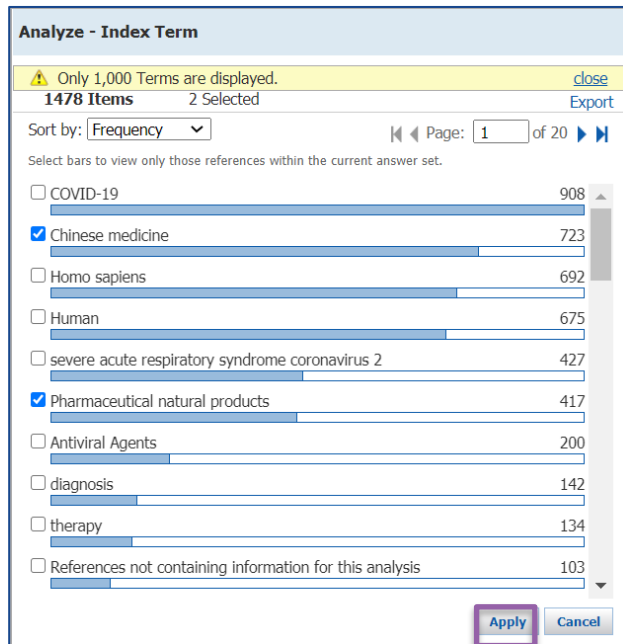 Analyze - Index Term
Only 1,000 Terms are displayed. close
1478 Items 2 Selected Export
Sort by: Frequency Page: 1 of 20
Select bars to view only those references within the current answer set.
COVID-19 908
Chinese medicine 723
Homo sapiens 692
Human 675
severe acute respiratory syndrome coronavirus 2 427
Pharmaceutical natural products 417
Antiviral Agents 200
diagnosis 142
therapy 134
References not containing information for this analysis 103
Apply Cancel